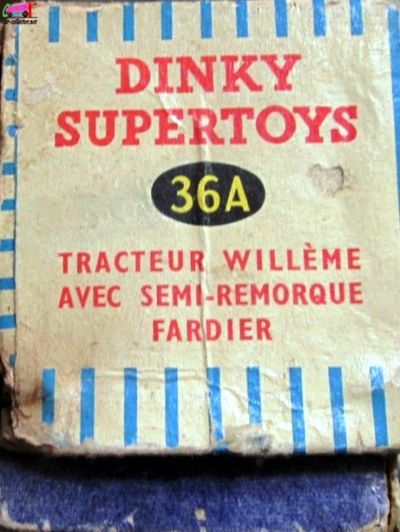 DINKY
SUPERTOYS
36A
TRACTEUR WILLÈME
AVEC SEMI-REMORQUE
FARDIER